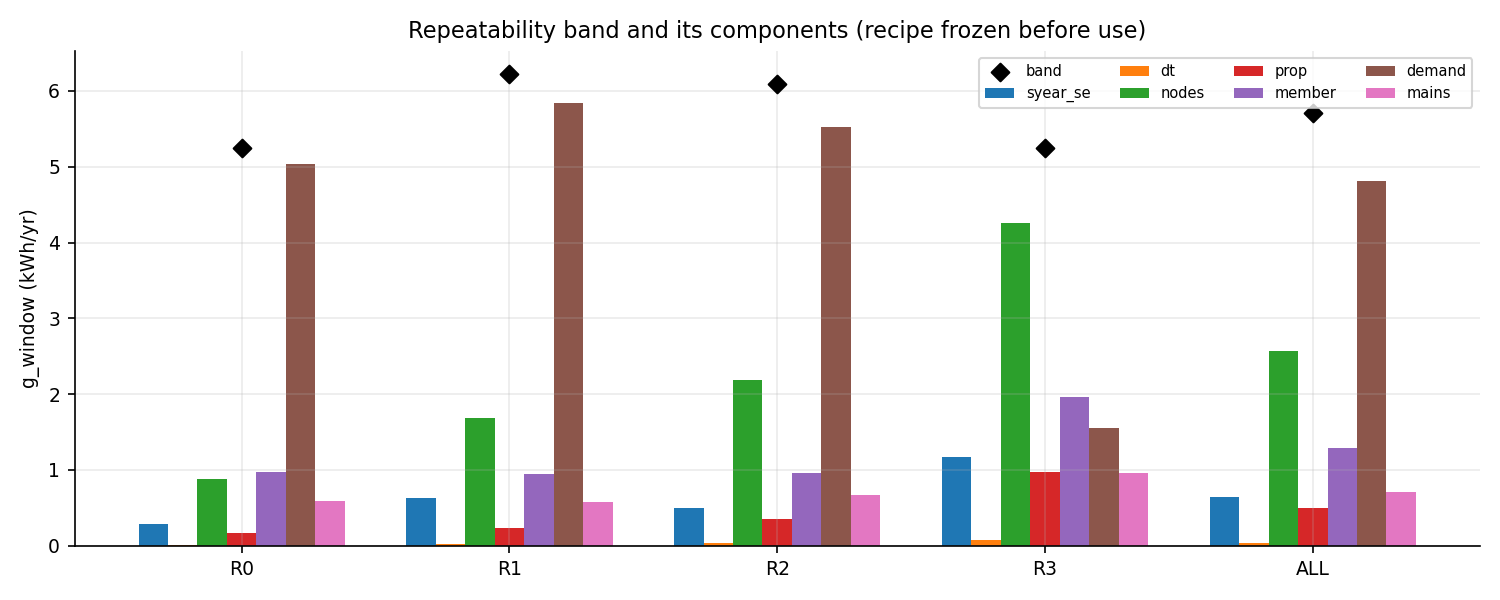 Repeatability band and its components (recipe frozen before use)
g_window (kWh/yr)
6
5
4
3
2
1
0
band
dt
prop
demand
syear_se
nodes
member
mains
R0
R1
R2
R3
ALL